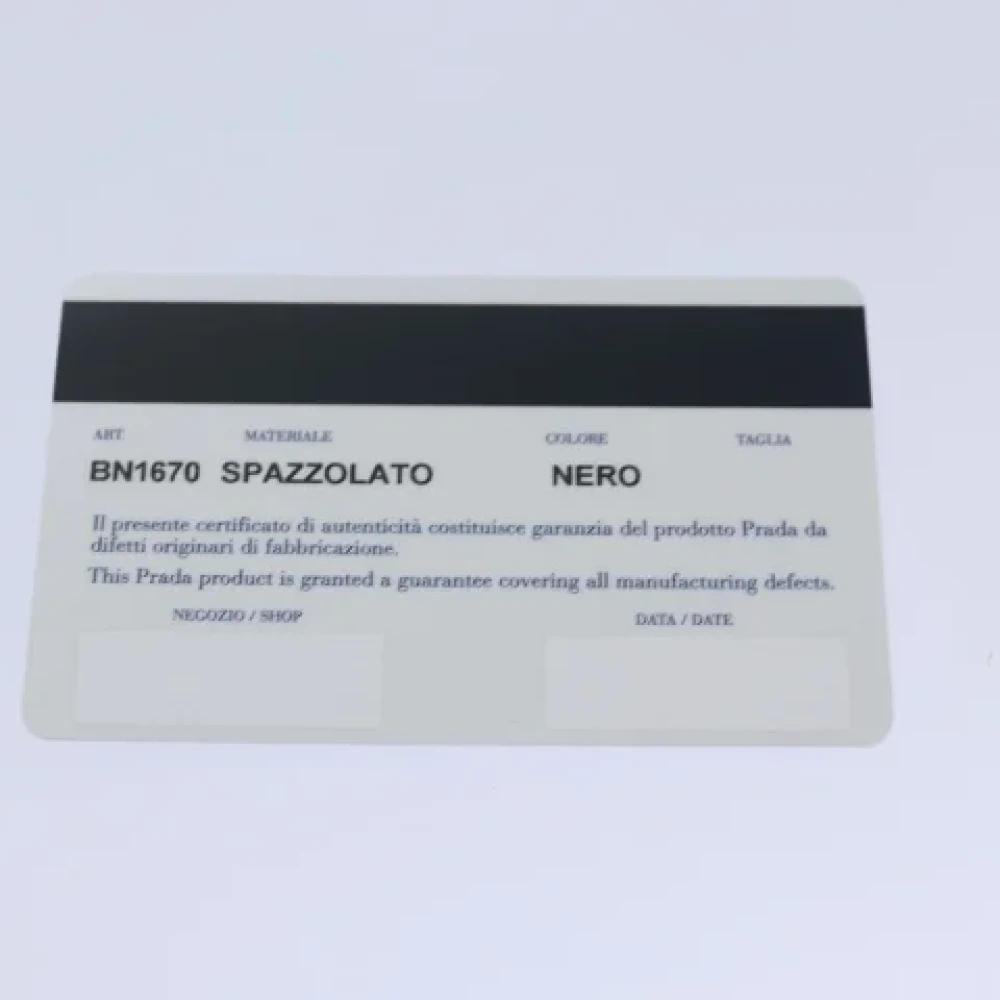 ART. MATERIALE COLORE TAGLIA
BN1670 SPAZZOLATO NERO
Il presente certificato di autenticità costituisce garanzia del prodotto Prada da
difetti originari di fabbricazione.
This Prada product is granted a guarantee covering all manufacturing defects.
NEGOZIO / SHOP DATA / DATE